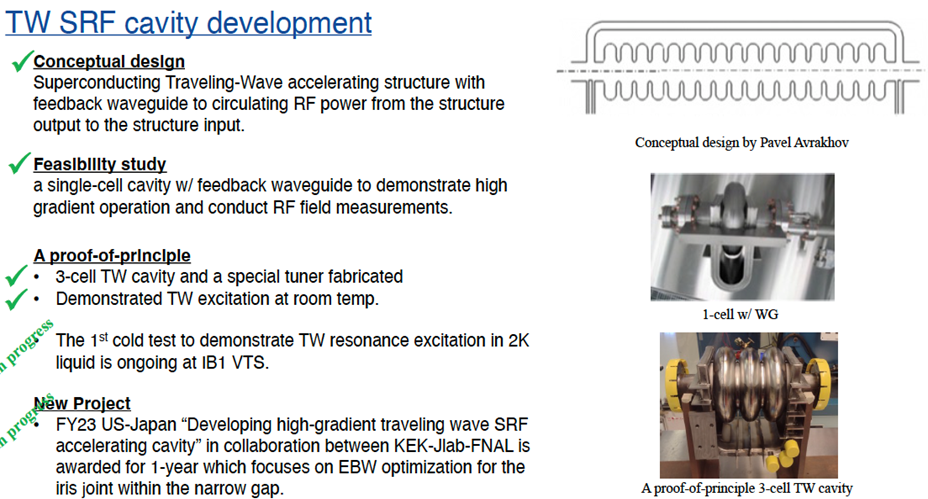 TW SRF cavity development
Conceptual design
Superconducting Traveling-Wave accelerating structure with
feedback waveguide to circulating RF power from the structure
output to the structure input.
Conceptual design by Pavel Avrakhov
Feasibility study
a single-cell cavity w/ feedback waveguide to demonstrate high
gradient operation and conduct RF field measurements.
1-cell w/ WG
A proof-of-principle
• 3-cell TW cavity and a special tuner fabricated
• Demonstrated TW excitation at room temp.
n progress
• The 1st cold test to demonstrate TW resonance excitation in 2K
liquid is ongoing at IB1 VTS.
n progress
New Project
• FY23 US-Japan “Developing high-gradient traveling wave SRF
accelerating cavity” in collaboration between KEK-Jlab-FNAL is
awarded for 1-year which focuses on EBW optimization for the
iris joint within the narrow gap.
A proof-of-principle 3-cell TW cavity